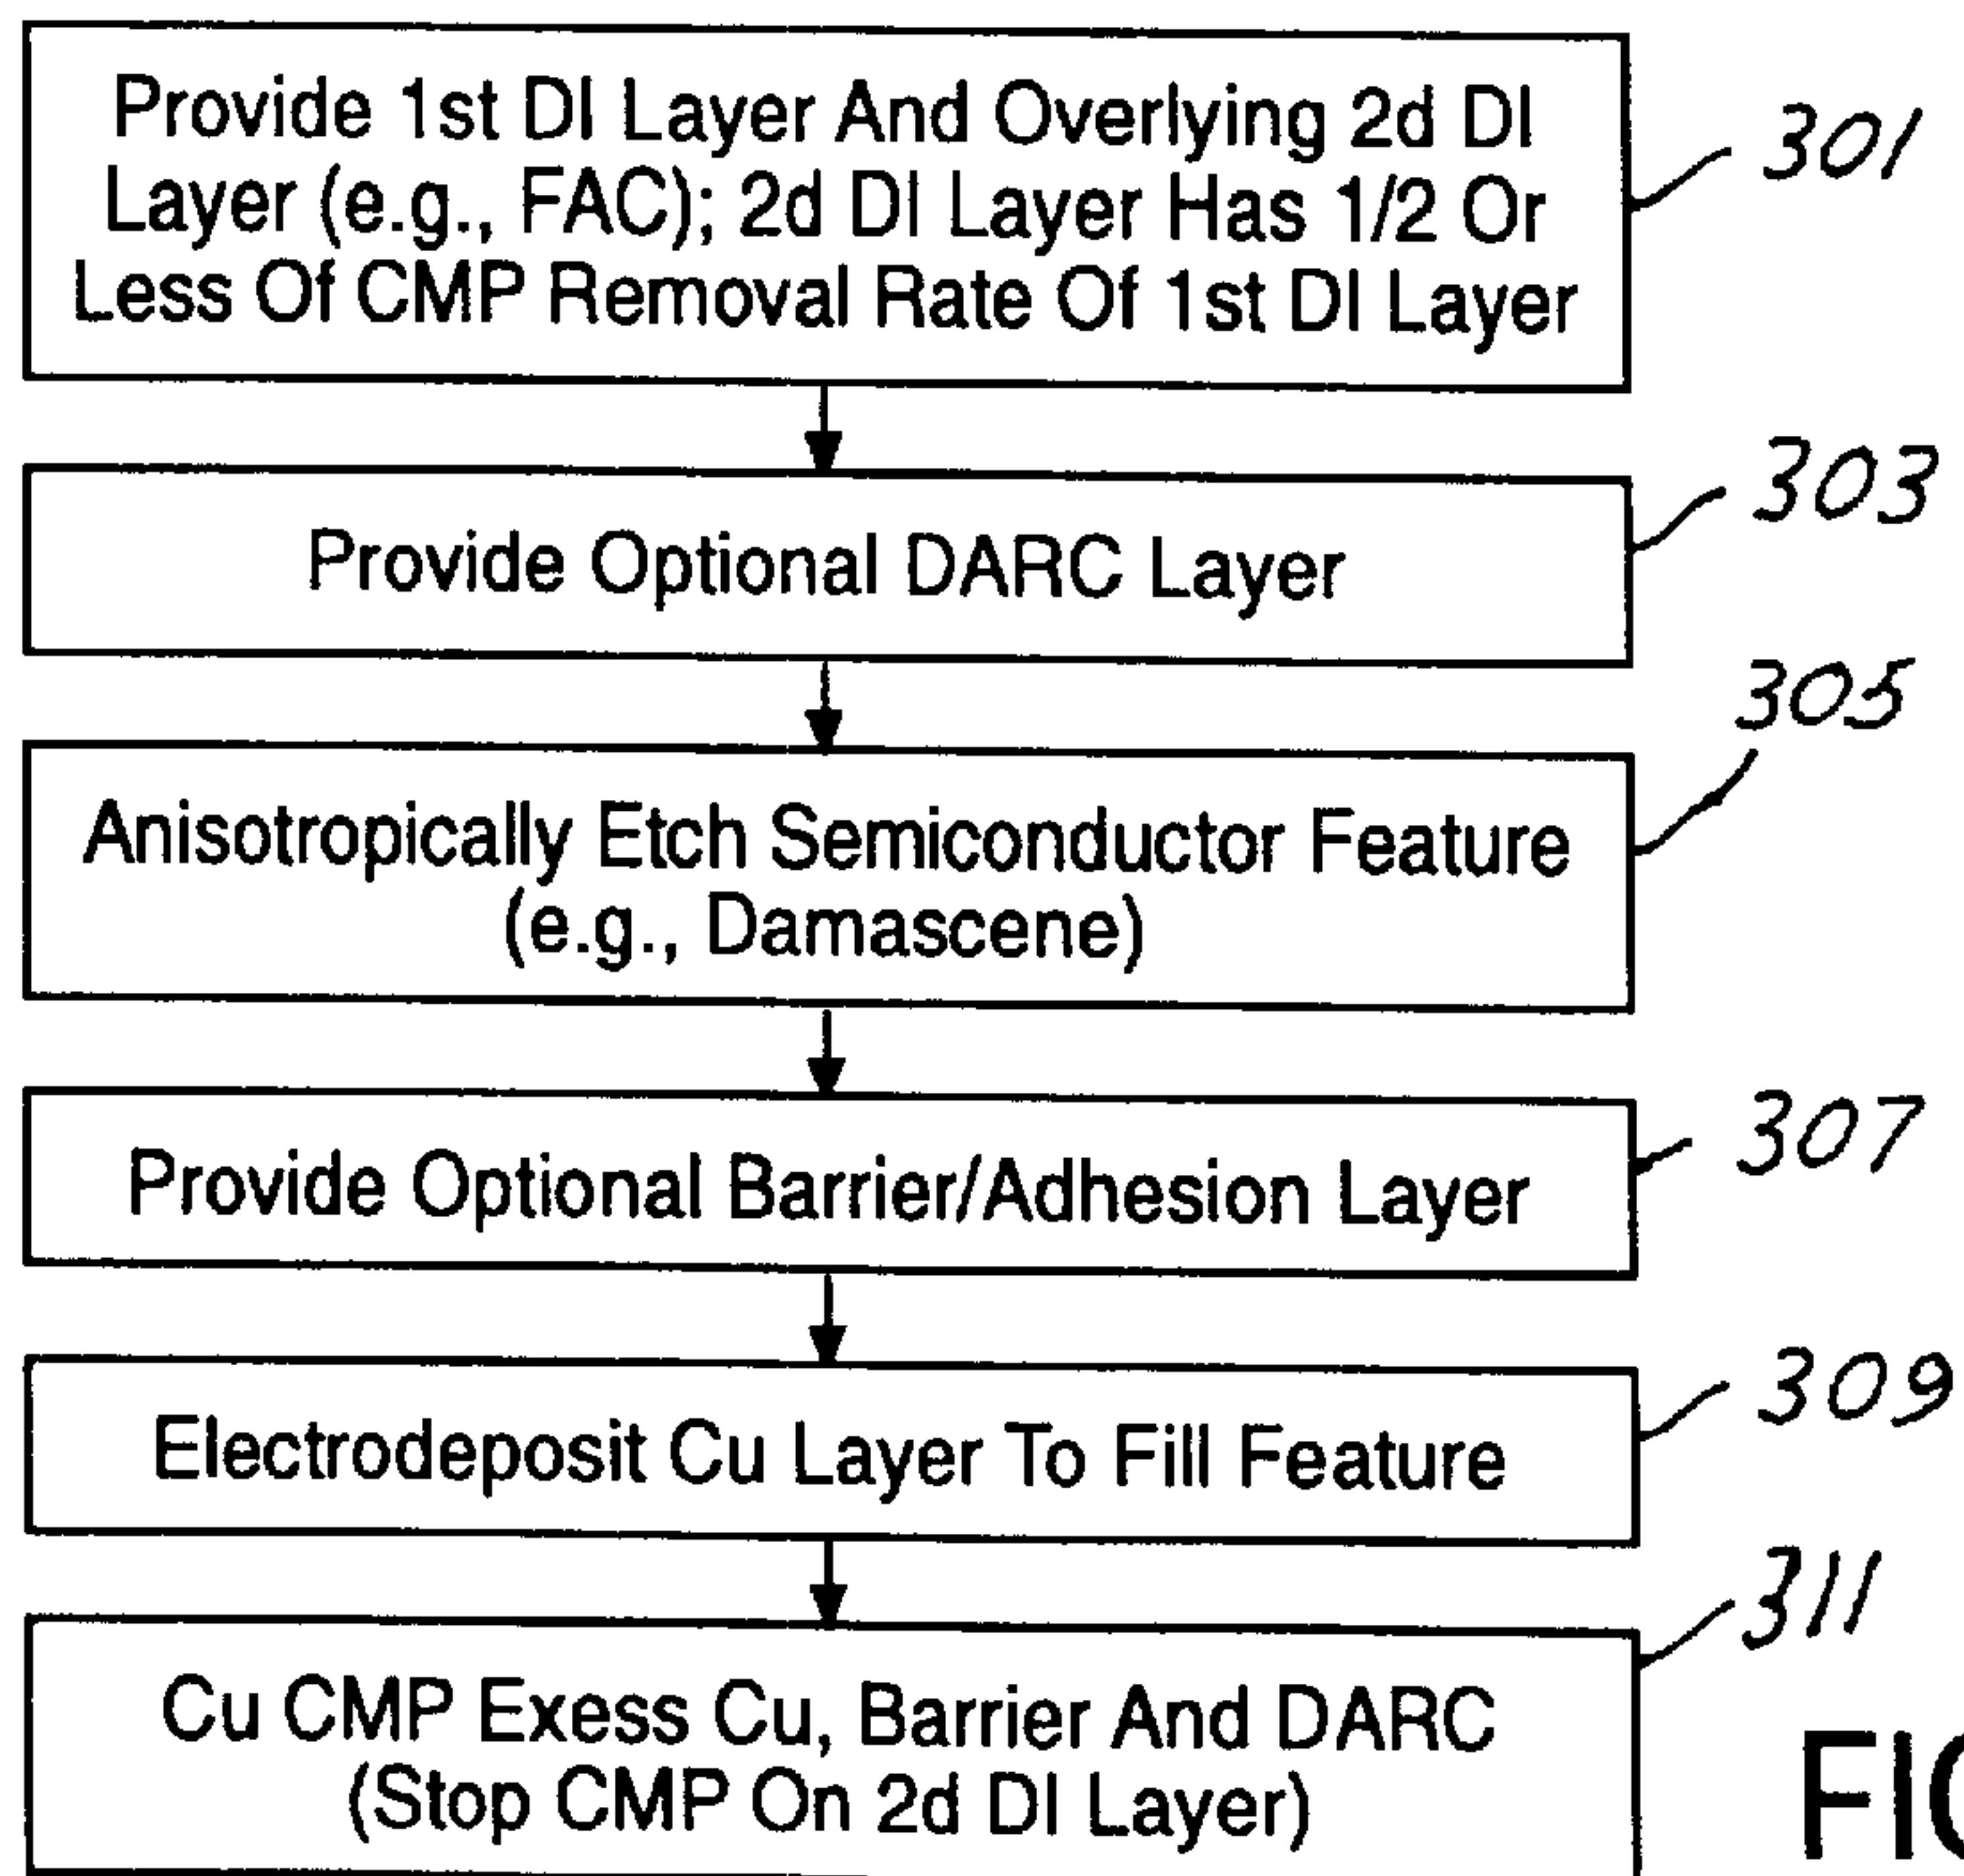 Provide 1st DI Layer And Overlying 2d DI
Layer (e.g., FAC); 2d DI Layer Has 1/2 Or
Less Of CMP Removal Rate Of 1st DI Layer
301
Provide Optional DARC Layer
303
Anisotropically Etch Semiconductor Feature
(e.g., Damascene)
305
Provide Optional Barrier/Adhesion Layer
307
Electrodeposit Cu Layer To Fill Feature
309
Cu CMP Exess Cu, Barrier And DARC
(Stop CMP On 2d DI Layer)
311